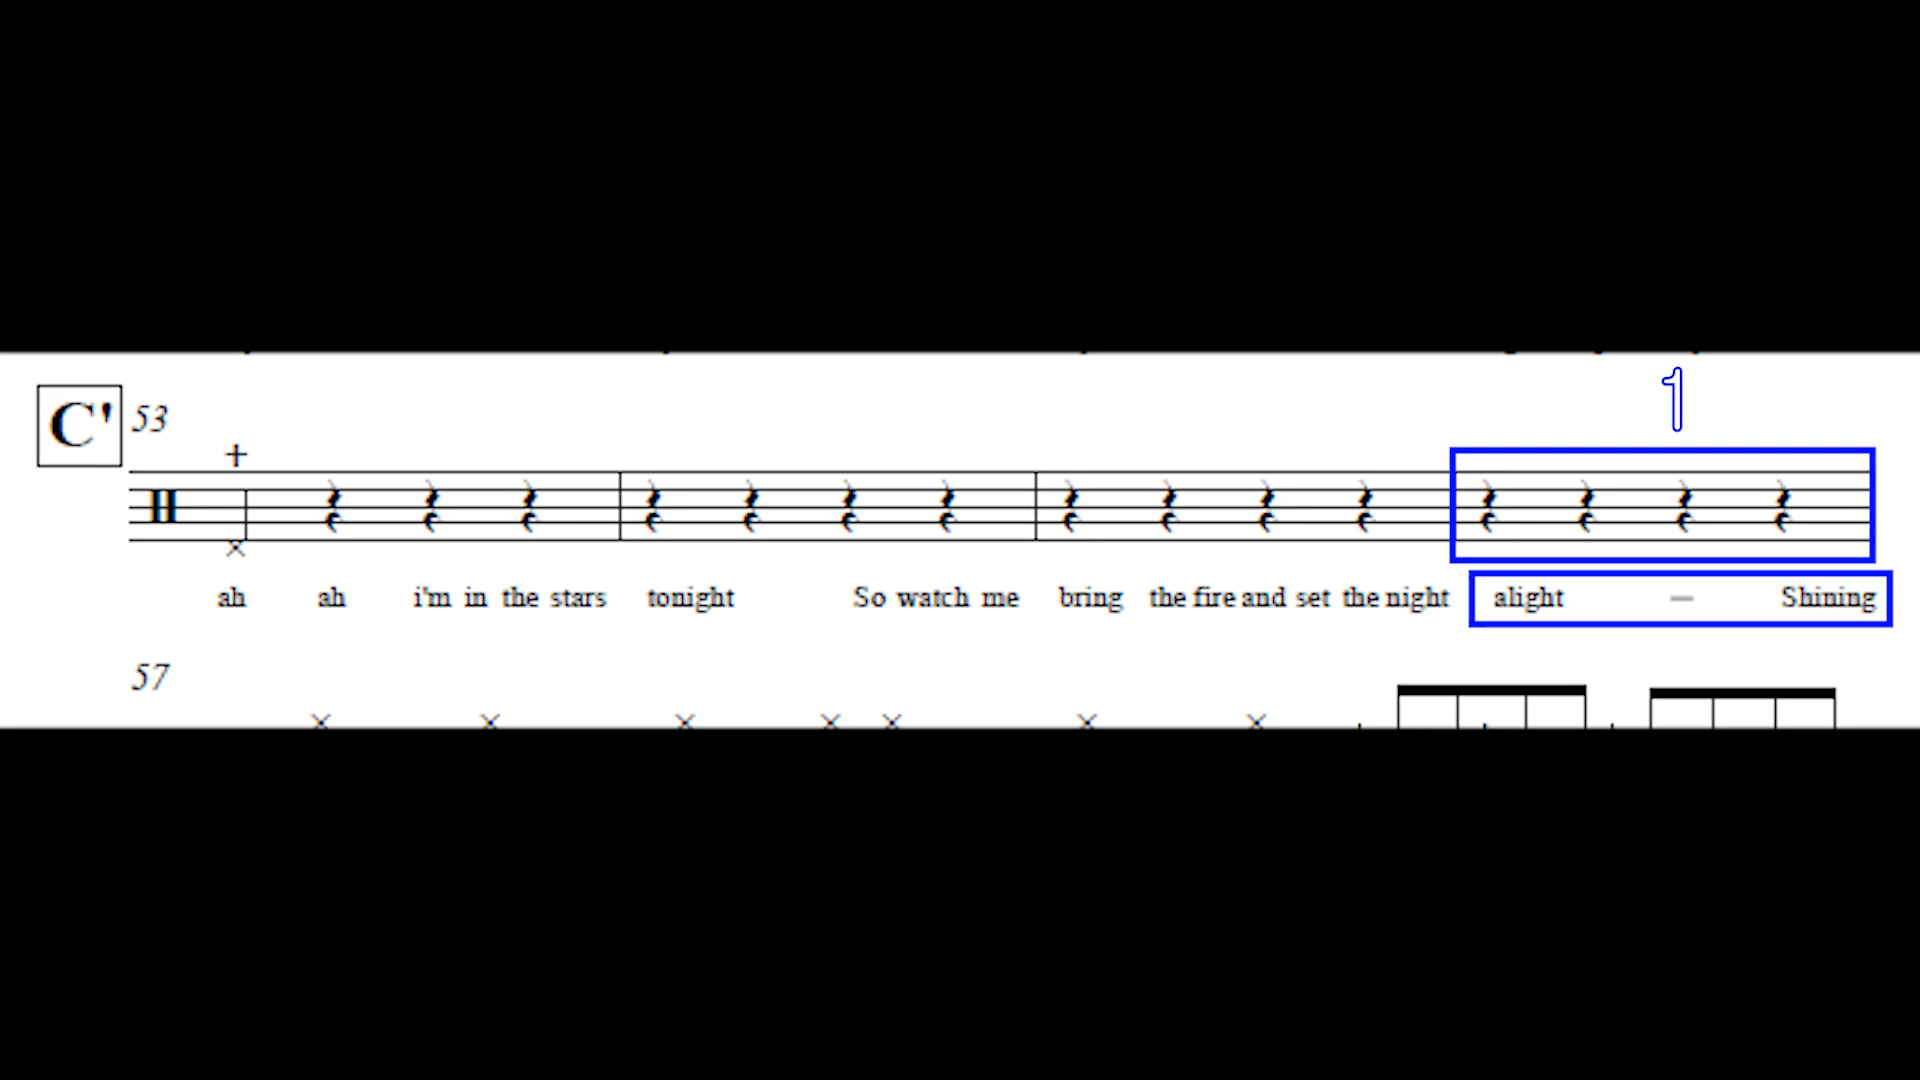 1
C' 53
ah ah i'm in the stars tonight So watch me bring the fire and set the night alight — Shining
57